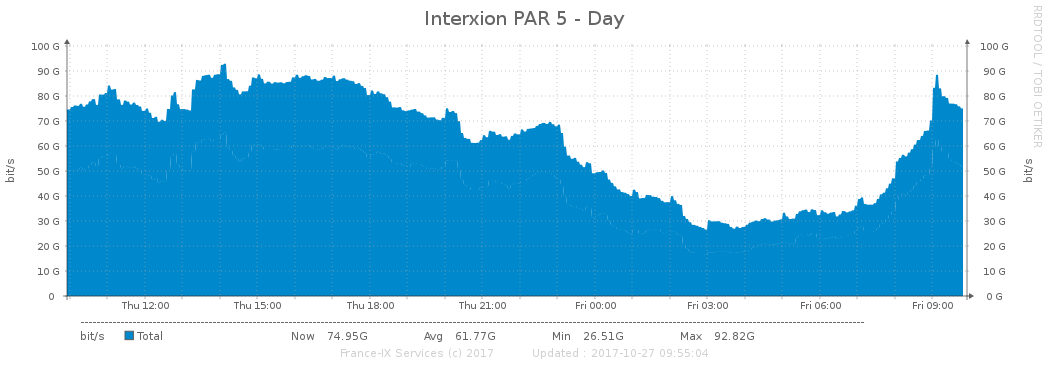 Interxion PAR 5 - Day
RRDTOOL / TOBI OETIKER
bit/s
100 G
90 G
80 G
70 G
60 G
50 G
40 G
30 G
20 G
10 G
0
100 G
90 G
80 G
70 G
60 G
50 G
40 G
30 G
20 G
10 G
0 G
bit/s
Thu 12:00 Thu 15:00 Thu 18:00 Thu 21:00 Fri 00:00 Fri 03:00 Fri 06:00 Fri 09:00
bit/s Total Now 74.95G Avg 61.77G Min 26.51G Max 92.82G
France-IX Services (c) 2017 Updated : 2017-10-27 09:55:04